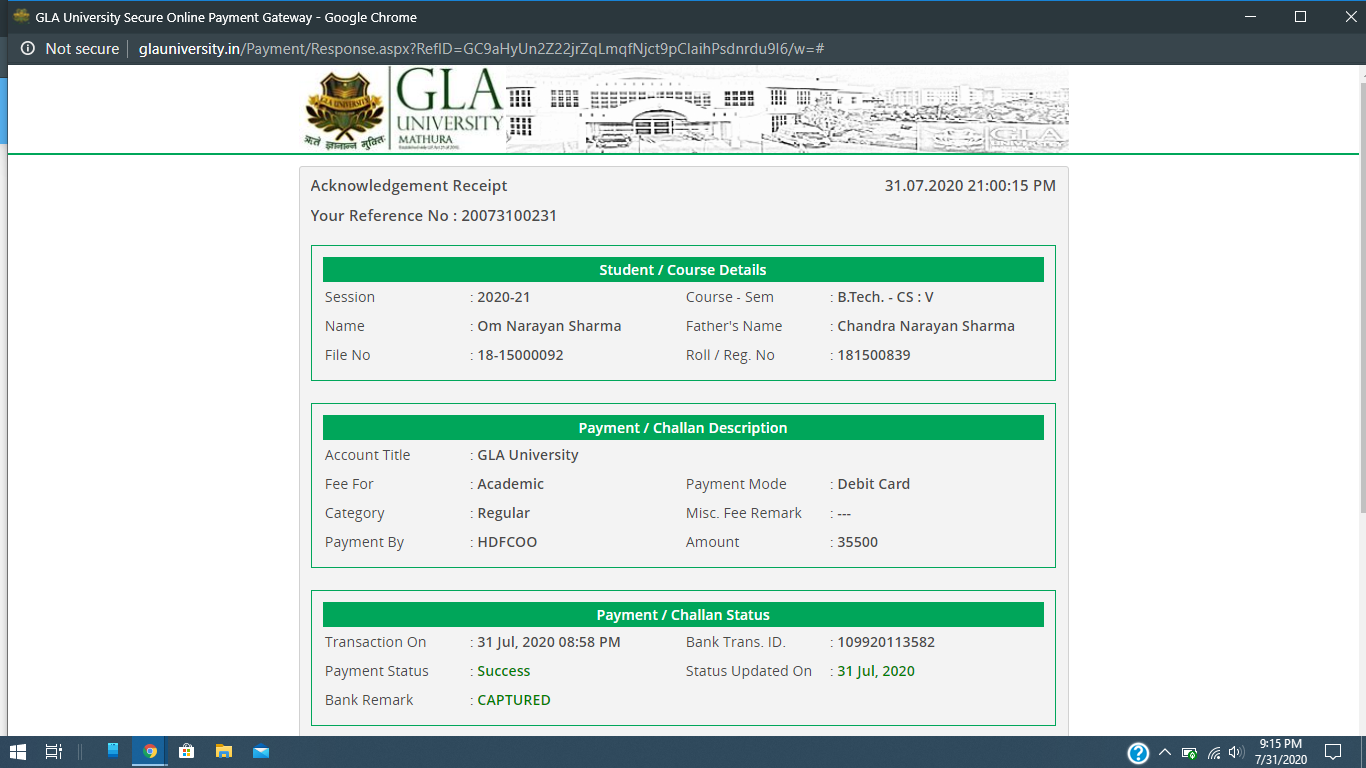 GLA University Secure Online Payment Gateway - Google Chrome
Not secure glauniversity.in/Payment/Response.aspx?RefID=GC9aHyUn2Z22jrZqLmqfNjct9pCIaihPsdnrdu9l6/w=#
GLA UNIVERSITY
ऋते ज्ञानान्न मुक्तिः
GLA
UNIVERSITY
MATHURA
GLA
Acknowledgement Receipt 31.07.2020 21:00:15 PM
Your Reference No : 20073100231
Student / Course Details
Session : 2020-21 Course - Sem : B.Tech. - CS : V
Name : Om Narayan Sharma Father's Name : Chandra Narayan Sharma
File No : 18-15000092 Roll / Reg. No : 181500839
Payment / Challan Description
Account Title : GLA University
Fee For : Academic Payment Mode : Debit Card
Category : Regular Misc. Fee Remark : ---
Payment By : HDFCOO Amount : 35500
Payment / Challan Status
Transaction On : 31 Jul, 2020 08:58 PM Bank Trans. ID. : 109920113582
Payment Status : Success Status Updated On : 31 Jul, 2020
Bank Remark : CAPTURED
9:15 PM
7/31/2020